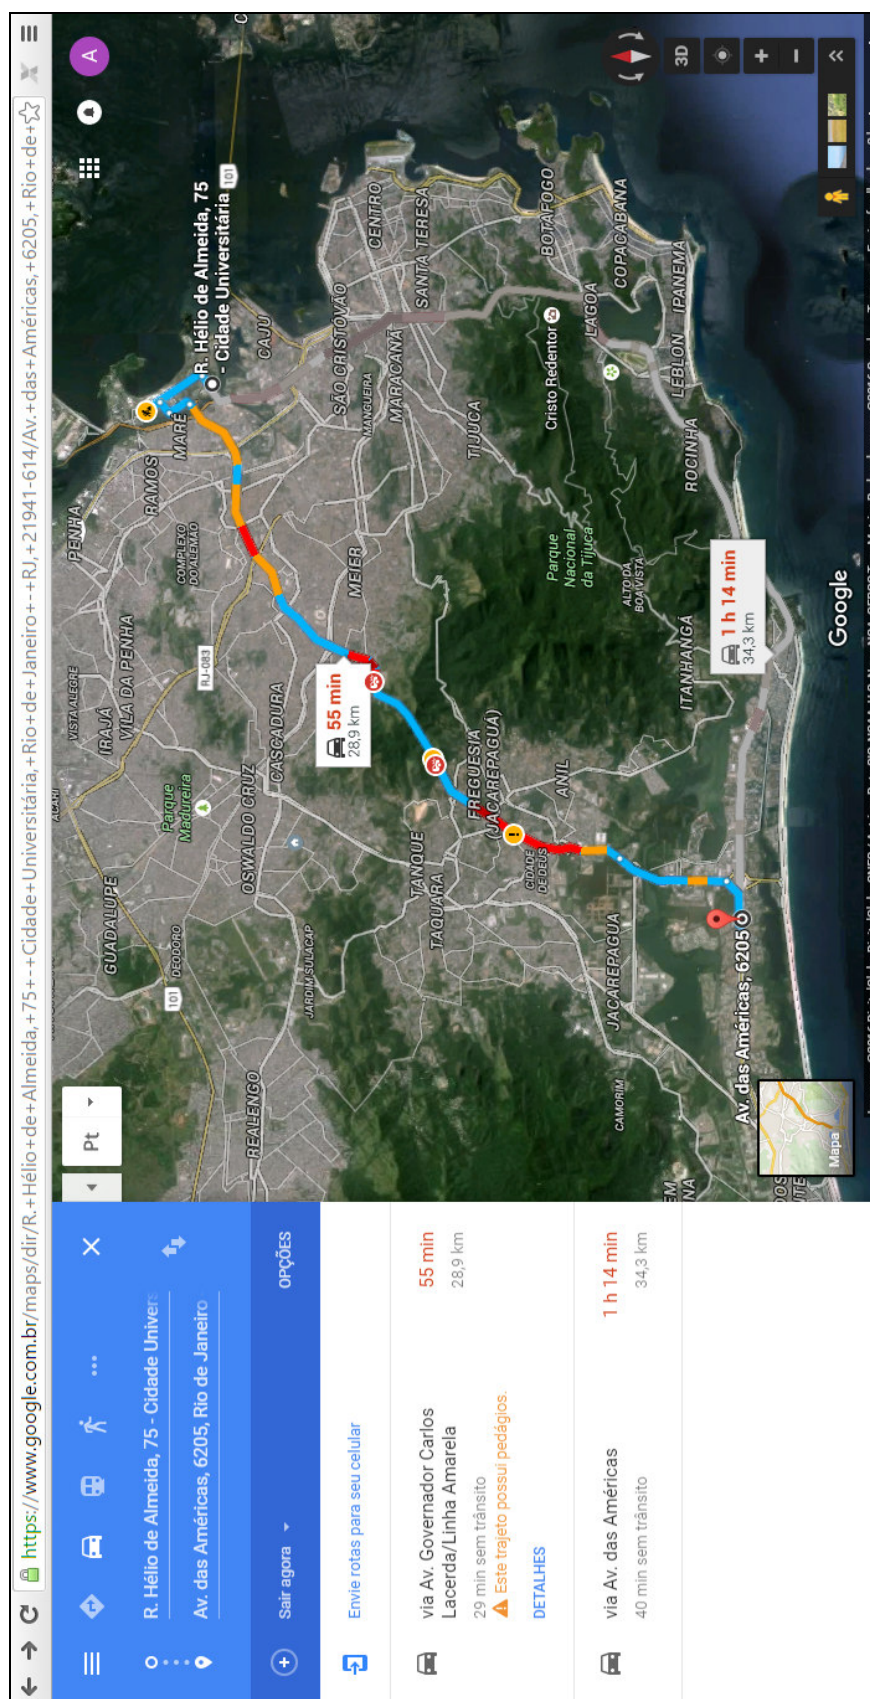 https://www.google.com.br/maps/dir/R.+Hélio+de+Almeida,+75+-+Cidade+Universitária,+Rio+de+Janeiro+-+RJ,+21941-614/Av.+das+Américas,+6205,+Rio+de+
R. Hélio de Almeida, 75 - Cidade Univers
Av. das Américas, 6205, Rio de Janeiro
Sair agora
OPÇÕES
Envie rotas para seu celular
via Av. Governador Carlos
Lacerda/Linha Amarela
55 min
28,9 km
29 min sem trânsito
Este trajeto possui pedágios.
DETALHES
via Av. das Américas
1 h 14 min
34,3 km
40 min sem trânsito
Pt
A
ACARI
VISTA ALEGRE
PENHA
IRAJÁ
VILA DA PENHA
RAMOS
MARÉ
GUADALUPE
Parque
Madureira
RJ-083
COMPLEXO
DO ALEMÃO
R. Hélio de Almeida, 75
- Cidade Universitária
101
CAJU
DEODORO
101
OSWALDO CRUZ
CASCADURA
REALENGO
JARDIM SULACAP
55 min
28,9 km
MEIER
SÃO CRISTOVÃO
MANGUEIRA
MARACANÃ
CENTRO
SANTA TERESA
TANQUE
TAQUARA
FREGUESIA
(JACAREPAGUÁ)
TIJUCA
CIDADE
DE DEUS
ANIL
Parque
Nacional
da Tijuca
Cristo Redentor
BOTAFOGO
LAGOA
COPACABANA
JACAREPAGUA
CAMORIM
ALTO DA
BOA VISTA
ITANHANGÁ
ROCINHA
LEBLON
IPANEMA
1 h 14 min
34,3 km
Av. das Américas, 6205
Mapa
Google
3D